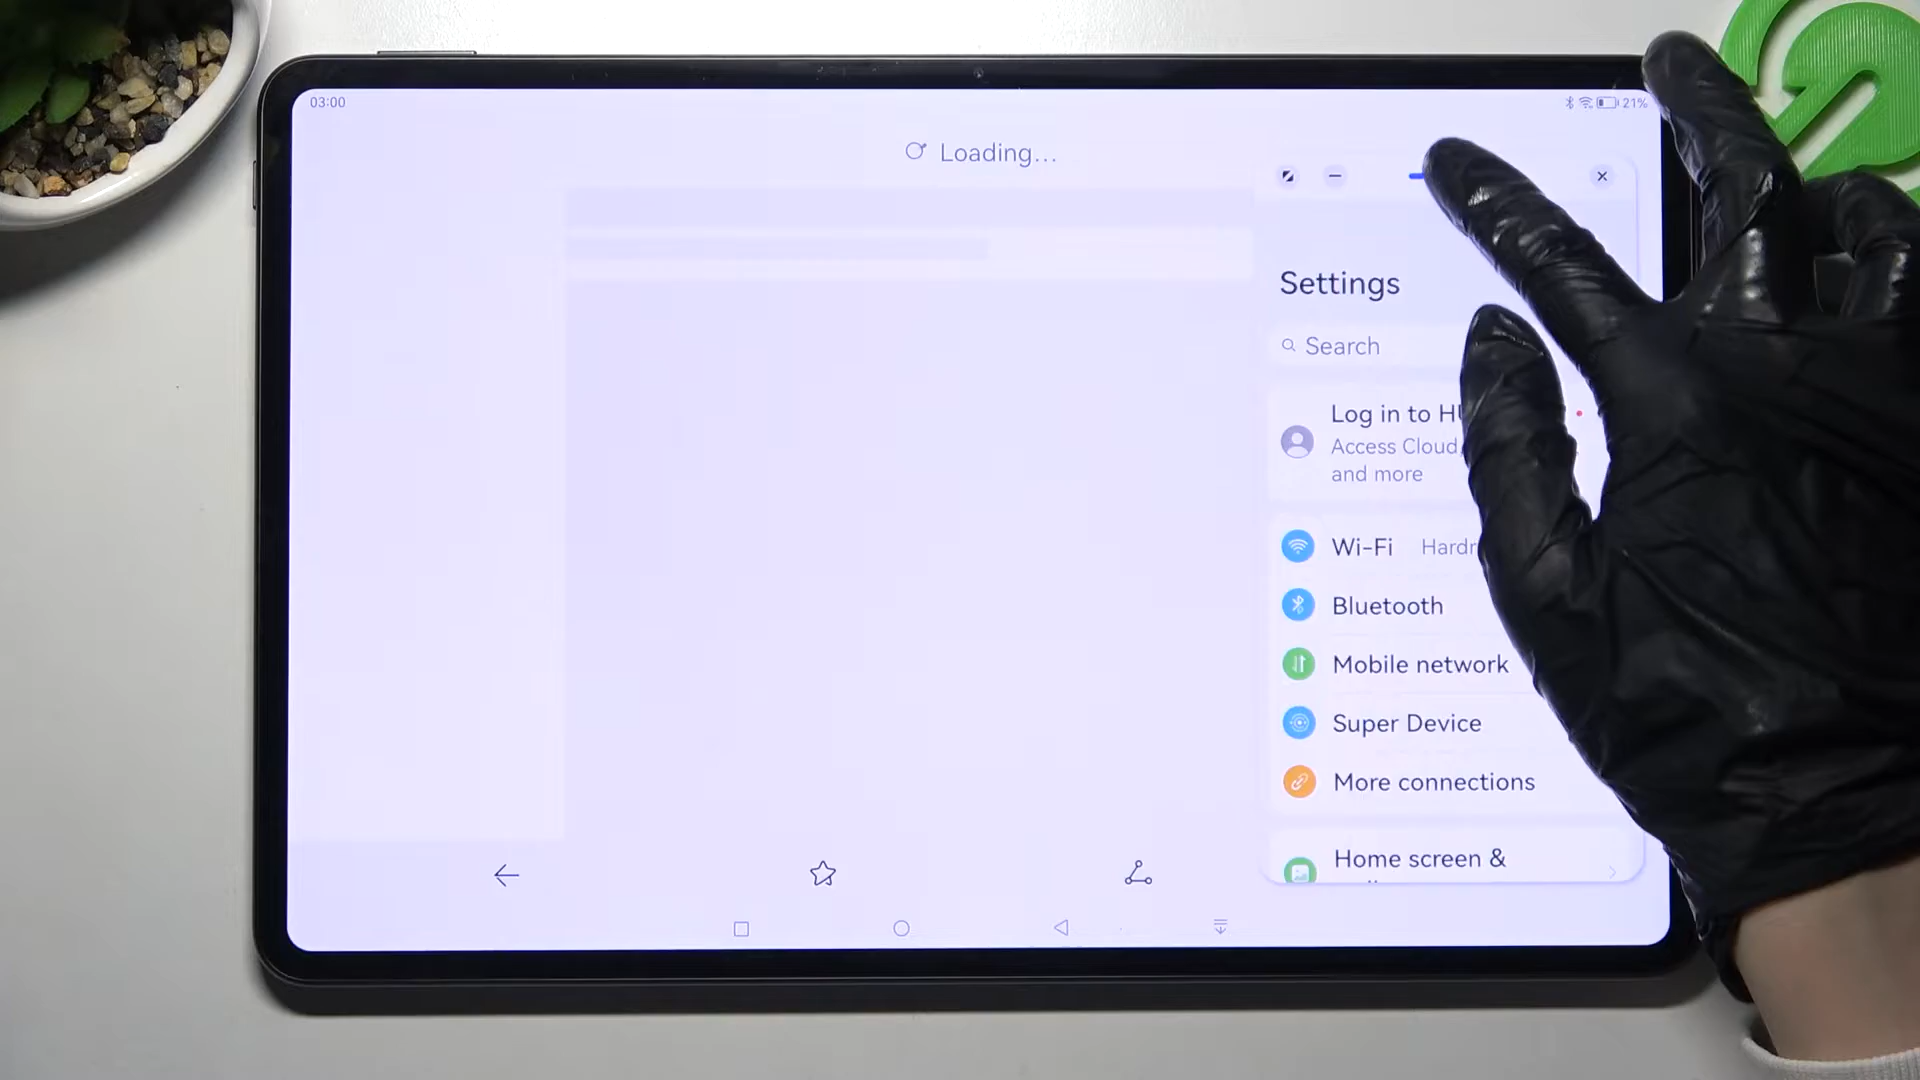 03:00
21%
Loading...
Settings
Search
Log in to
Access Cloud,
and more
Wi-Fi
Bluetooth
Mobile network
Super Device
More connections
Home screen &